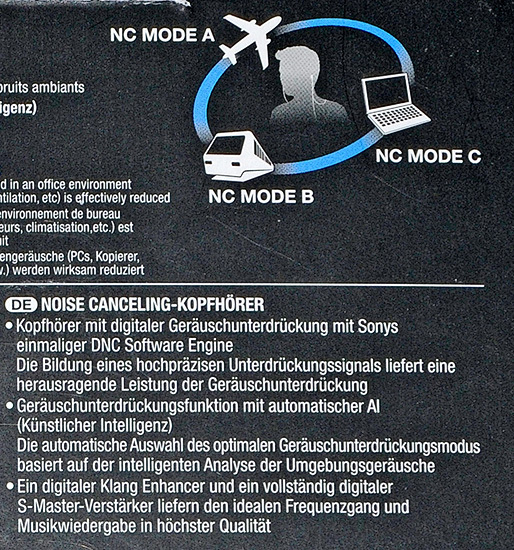 NC MODE A
bruits ambiants
igenz)
NC MODE C
NC MODE B
d in an office environment
ntilation, etc) is effectively reduced
environnement de bureau
eurs, climatisation,etc.) est
it
engeräusche (PCs, Kopierer,
.) werden wirksam reduziert
DE NOISE CANCELING-KOPFHÖRER
• Kopfhörer mit digitaler Geräuschunterdrückung mit Sonys
einmaliger DNC Software Engine
Die Bildung eines hochpräzisen Unterdrückungssignals liefert eine
herausragende Leistung der Geräuschunterdrückung
• Geräuschunterdrückungsfunktion mit automatischer AI
(Künstlicher Intelligenz)
Die automatische Auswahl des optimalen Geräuschunterdrückungsmodus
basiert auf der intelligenten Analyse der Umgebungsgeräusche
• Ein digitaler Klang Enhancer und ein vollständig digitaler
S-Master-Verstärker liefern den idealen Frequenzgang und
Musikwiedergabe in höchster Qualität